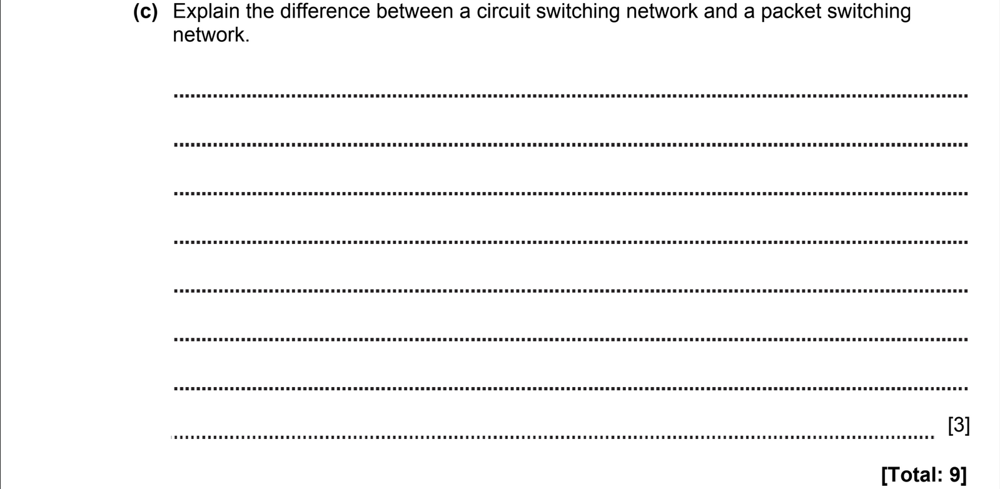 (c) Explain the difference between a circuit switching network and a packet switching
network.
[3]
[Total: 9]